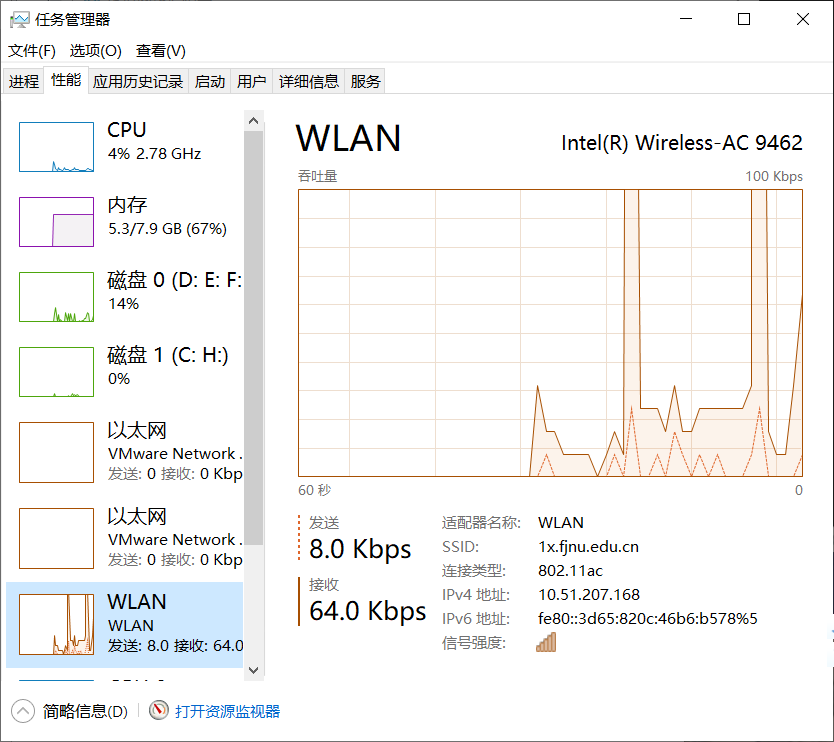 任务管理器
文件(F) 选项(O) 查看(V)
进程 性能 应用历史记录 启动 用户 详细信息 服务
CPU
4% 2.78 GHz
内存
5.3/7.9 GB (67%)
磁盘 0 (D: E: F:
14%
磁盘 1 (C: H:)
0%
以太网
VMware Network .
发送: 0 接收: 0 Kbp
以太网
VMware Network .
发送: 0 接收: 0 Kbp
WLAN
WLAN
发送: 8.0 接收: 64.0
WLAN
Intel(R) Wireless-AC 9462
吞吐量
100 Kbps
60 秒
0
发送
8.0 Kbps
接收
64.0 Kbps
适配器名称: WLAN
SSID: 1x.fjnu.edu.cn
连接类型: 802.11ac
IPv4 地址: 10.51.207.168
IPv6 地址: fe80::3d65:820c:46b6:b578%5
信号强度:
简略信息(D)
打开资源监视器